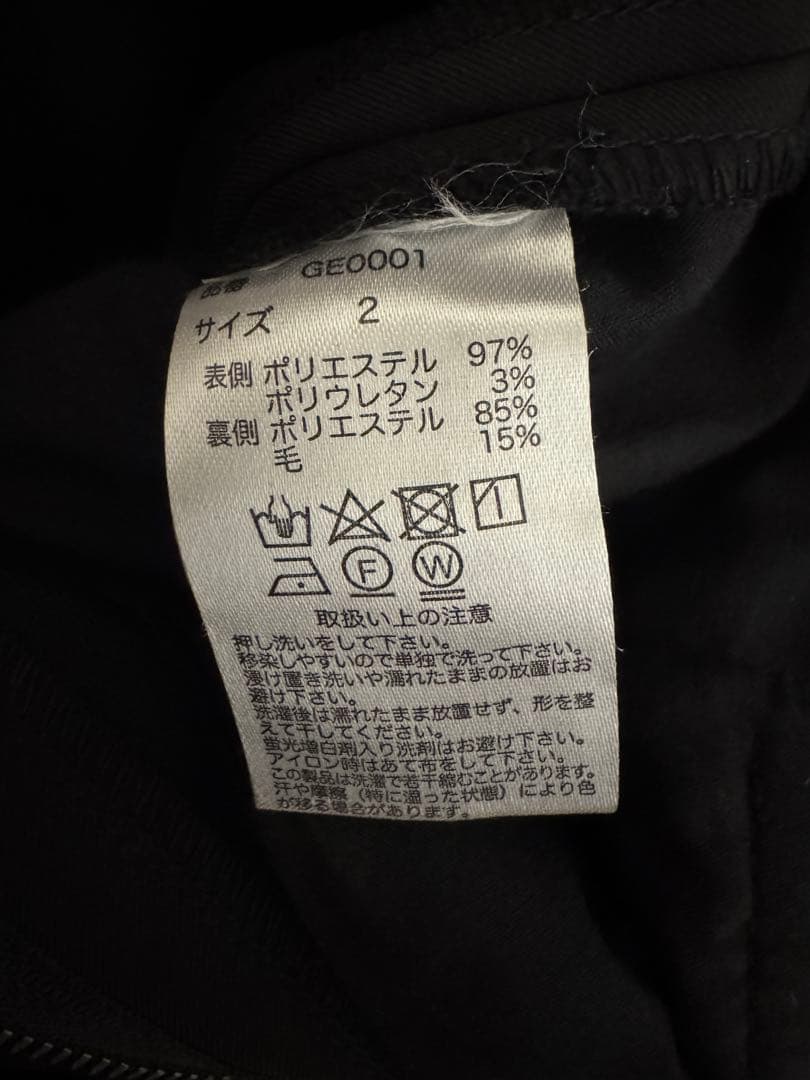 品番 GE0001
サイズ 2
表側 ポリエステル 97%
ポリウレタン 3%
裏側 ポリエステル 85%
毛 15%
F W
取扱い上の注意
押し洗いをして下さい。
移染しやすいので単独で洗って下さい。
浸け置き洗いや濡れたままの放置はお
避け下さい。
洗濯後は濡れたまま放置せず、形を整
えて干してください。
蛍光増白剤入り洗剤はお避け下さい。
アイロン時はあて布をして下さい。
この製品は洗濯で若干縮むことがあります。
汗や摩擦（特に湿った状態）により色
が移る場合があります。